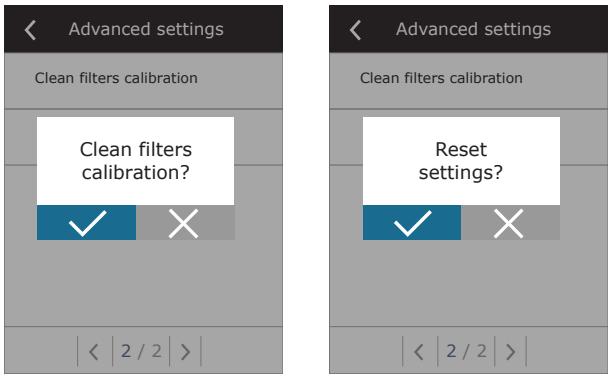 Advanced settings
Clean filters calibration
Clean filters
calibration?
2 / 2
Advanced settings
Clean filters calibration
Reset
settings?
2 / 2